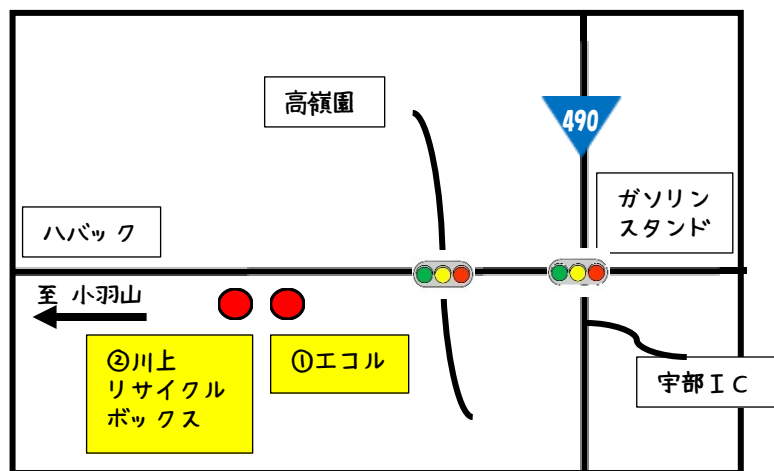 高嶺園
490
ガソリン
スタンド
ハバック
至 小羽山
②川上
リサイクル
ボックス
①エコル
宇部ＩＣ